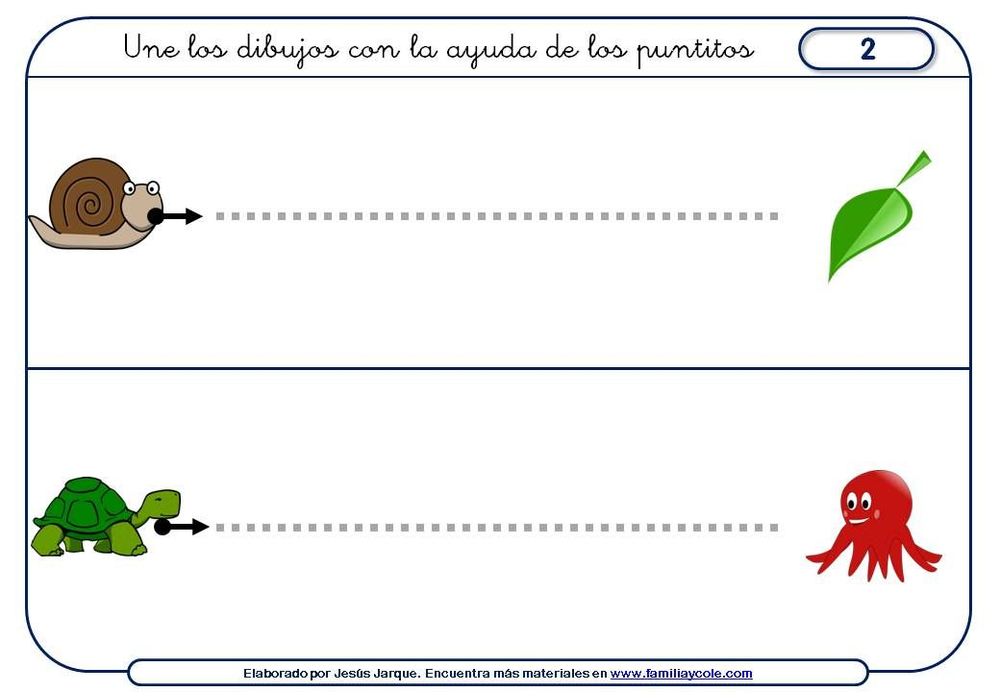 Une los dibujos con la ayuda de los puntitos
2
Elaborado por Jesús Jarque. Encuentra más materiales en www.familiaycole.com